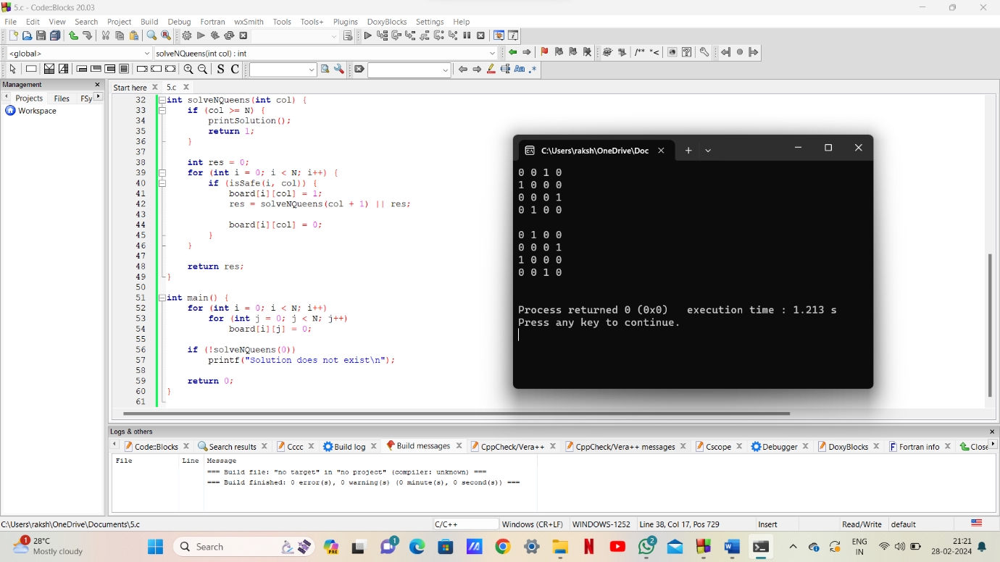 5.c - Code::Blocks 20.03
File Edit View Search Project Build Debug Fortran wxSmith Tools Tools+ Plugins DoxyBlocks Settings Help
<global> solveNQueens(int col) : int
/** *<
S C Aa .*
Management
Projects Files FSy
Workspace
Start here 5.c
32 int solveNQueens(int col) {
33 if (col >= N) {
34 printSolution();
35 return 1;
36 }
37
38 int res = 0;
39 for (int i = 0; i < N; i++) {
40 if (isSafe(i, col)) {
41 board[i][col] = 1;
42 res = solveNQueens(col + 1) || res;
43
44 board[i][col] = 0;
45 }
46 }
47
48 return res;
49 }
50
51 int main() {
52 for (int i = 0; i < N; i++)
53 for (int j = 0; j < N; j++)
54 board[i][j] = 0;
55
56 if (!solveNQueens(0))
57 printf("Solution does not exist\n");
58
59 return 0;
60 }
61
C:\Users\raksh\OneDrive\Doc
0 0 1 0
1 0 0 0
0 0 0 1
0 1 0 0
0 1 0 0
0 0 0 1
1 0 0 0
0 0 1 0
Process returned 0 (0x0) execution time : 1.213 s
Press any key to continue.
Logs & others
Code::Blocks Search results Cccc Build log Build messages CppCheck/Vera++ CppCheck/Vera++ messages Cscope Debugger DoxyBlocks F Fortran info Close
File Line Message
=== Build file: "no target" in "no project" (compiler: unknown) ===
=== Build finished: 0 error(s), 0 warning(s) (0 minute(s), 0 second(s)) ===
C:\Users\raksh\OneDrive\Documents\5.c C/C++ Windows (CR+LF) WINDOWS-1252 Line 38, Col 17, Pos 729 Insert Read/Write default
1 28°C
Mostly cloudy
Search
PRE
1
2
ENG
IN
21:21
28-02-2024